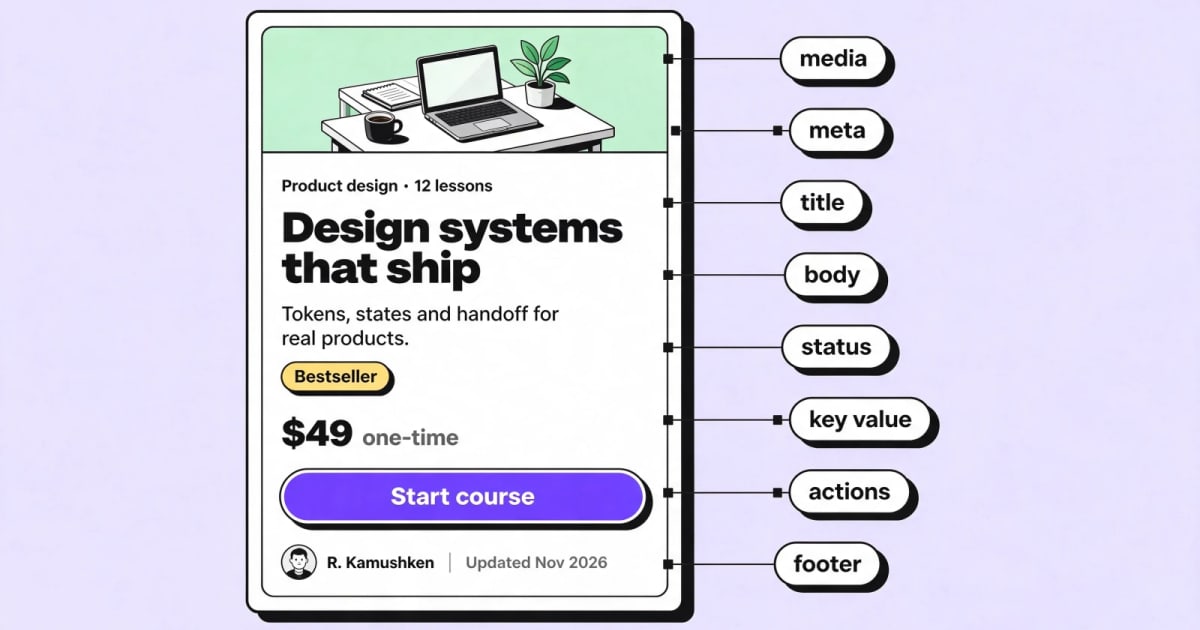 Product design • 12 lessons
Design systems
that ship
Tokens, states and handoff for
real products.
Bestseller
$49 one-time
Start course
R. Kamushken | Updated Nov 2026
media
meta
title
body
status
key value
actions
footer